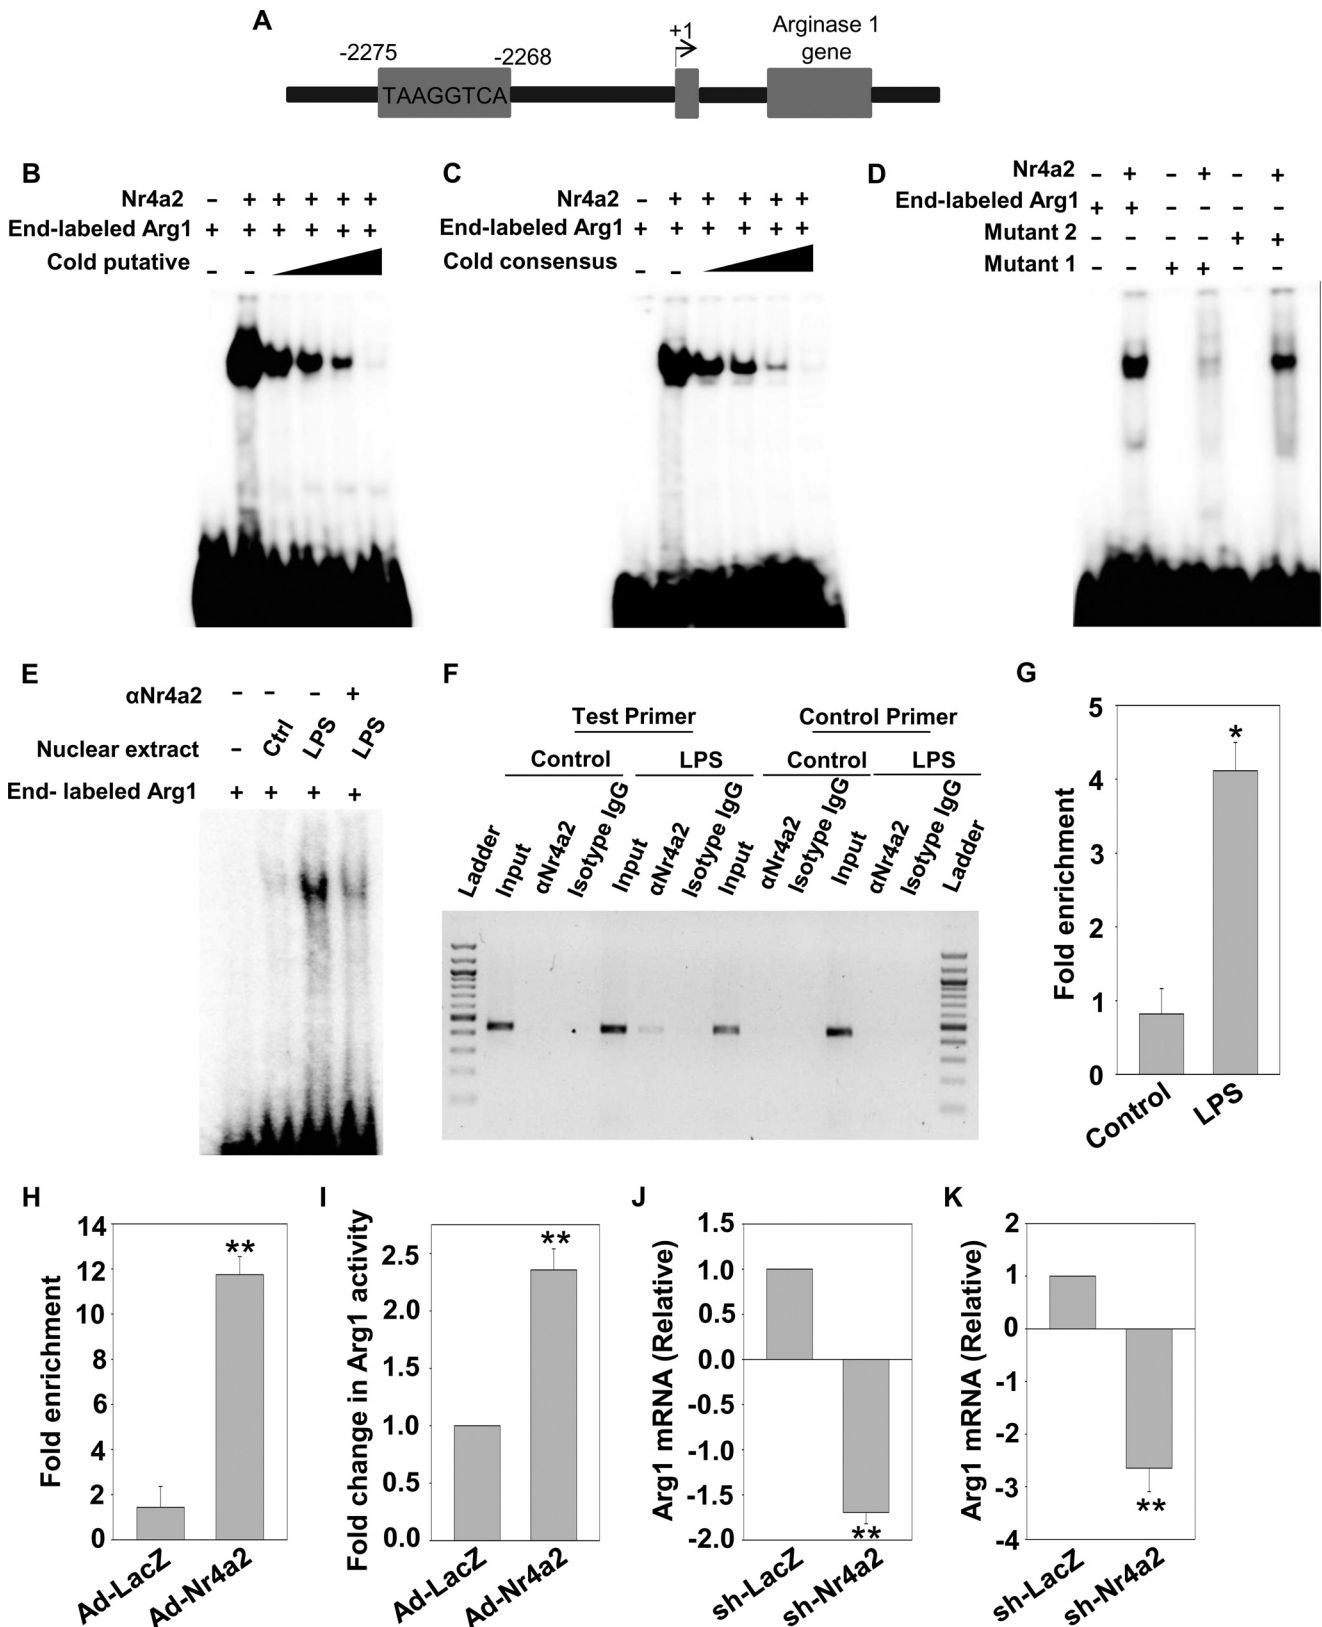 A
+1
Arginase 1
gene
-2275
-2268
TAAGGTCA
B
Nr4a2 – + + + + +
End-labeled Arg1 + + + + + +
Cold putative – –
C
Nr4a2 – + + + + +
End-labeled Arg1 + + + + + +
Cold consensus – –
D
Nr4a2 – + – + – +
End-labeled Arg1 + + – – – –
Mutant 2 – – – – + +
Mutant 1 – – + + – –
E
αNr4a2 – – – +
Nuclear extract – Ctrl LPS LPS
End- labeled Arg1 + + + +
F
Test Primer Control Primer
Control LPS Control LPS
Ladder Input αNr4a2 Isotype IgG Input αNr4a2 Isotype IgG Input αNr4a2 Isotype IgG Input αNr4a2 Isotype IgG Ladder
G
Fold enrichment
5
4
3
2
1
0
*
Control LPS
H
Fold enrichment
14
12
10
8
6
4
2
0
**
Ad-LacZ Ad-Nr4a2
I
Fold change in Arg1 activity
2.5
2.0
1.5
1.0
0.5
0.0
**
Ad-LacZ Ad-Nr4a2
J
Arg1 mRNA (Relative)
1.5
1.0
0.5
0.0
-0.5
-1.0
-1.5
-2.0
**
sh-LacZ sh-Nr4a2
K
Arg1 mRNA (Relative)
2
1
0
-1
-2
-3
-4
**
sh-LacZ sh-Nr4a2